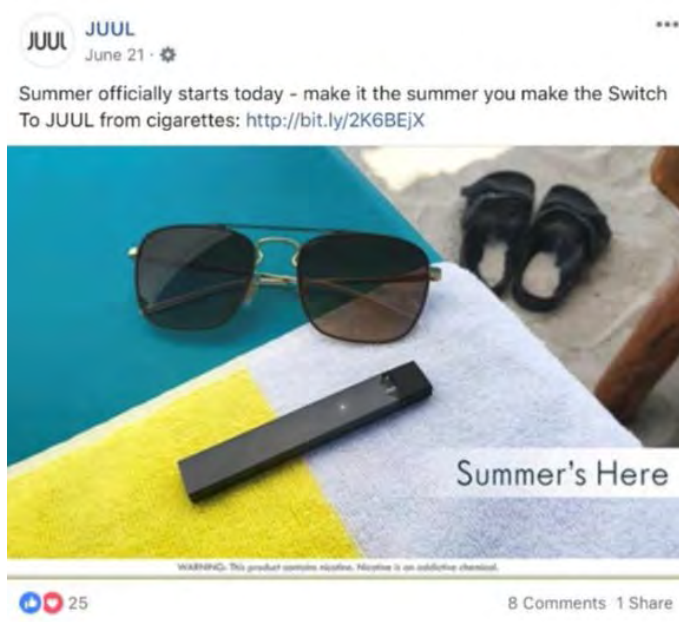 JUUL
JUUL
June 21 ·
Summer officially starts today - make it the summer you make the Switch
To JUUL from cigarettes: http://bit.ly/2K6BEjX
Summer's Here
WARNING: This product contains nicotine. Nicotine is an addictive chemical.
25
8 Comments 1 Share